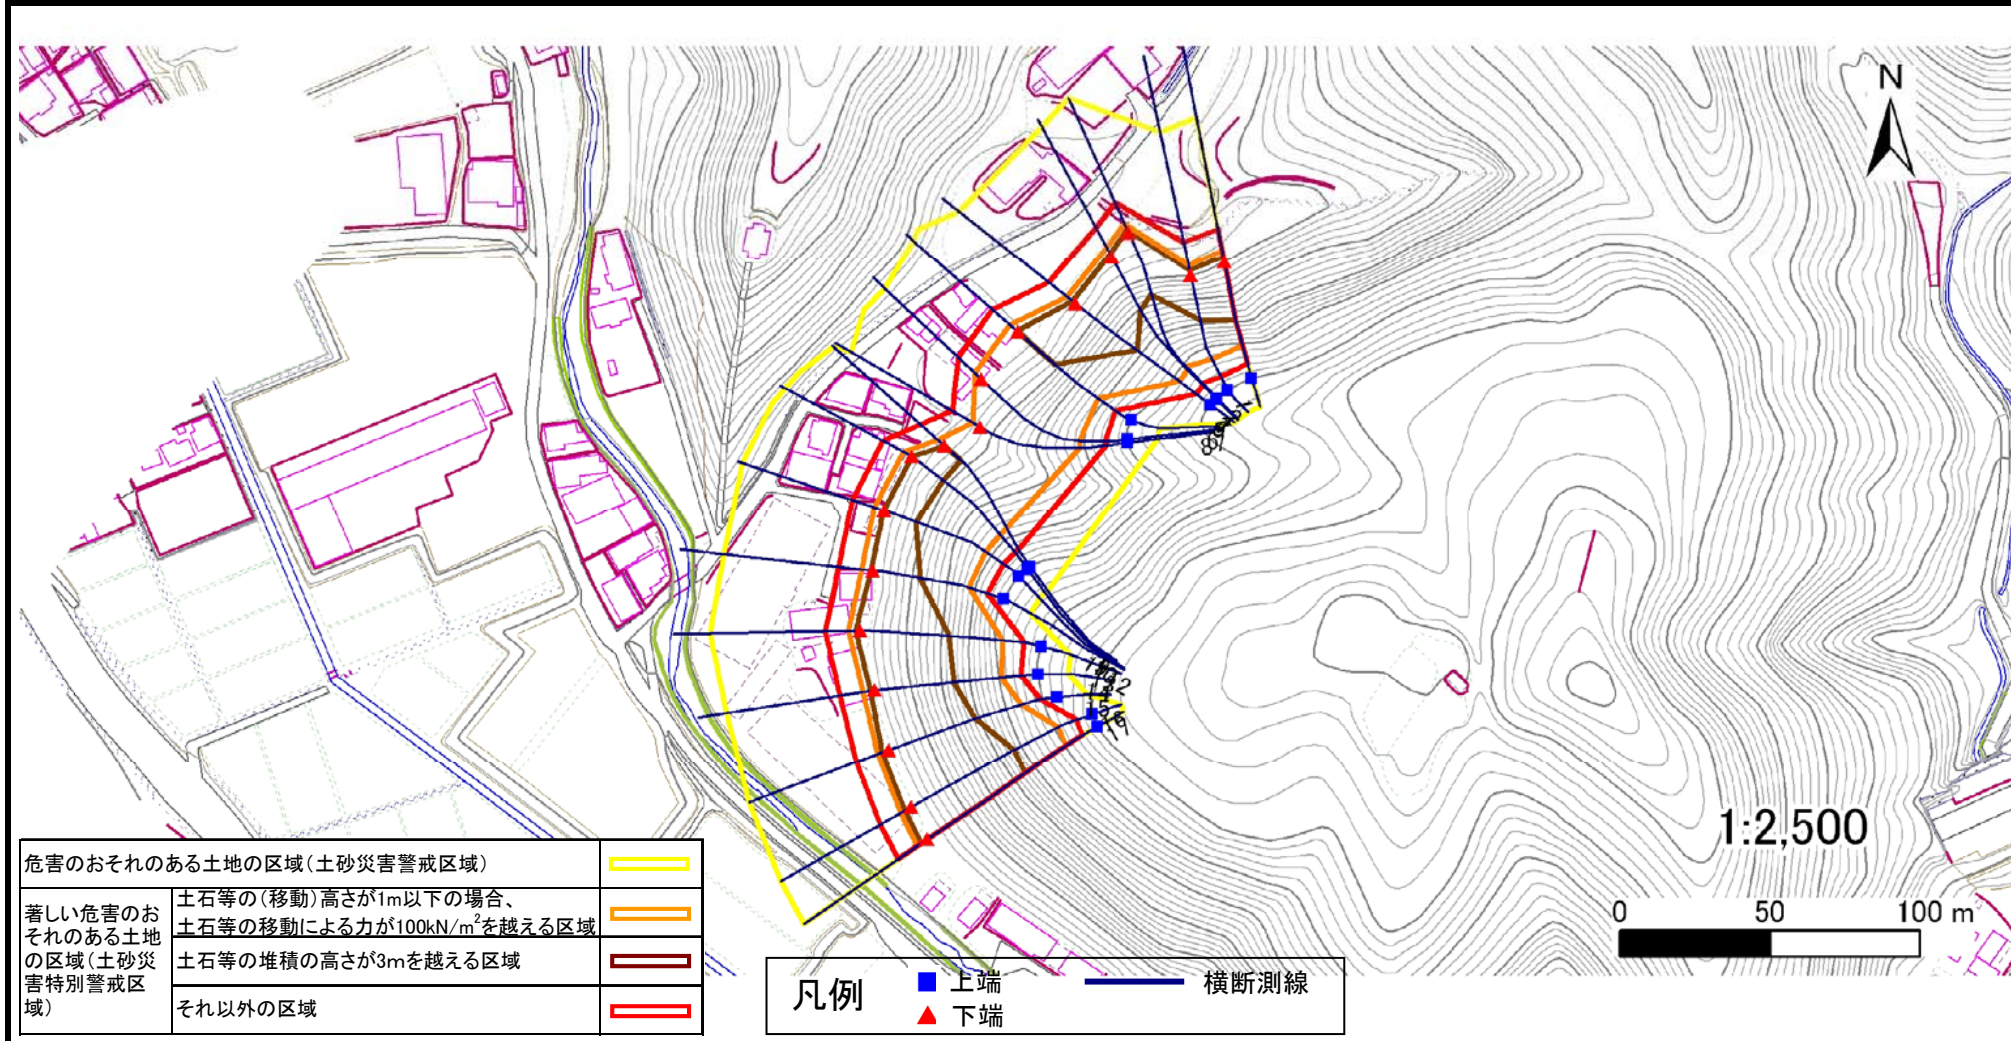 N
1:2,500
0 50 100 m
危害のおそれのある土地の区域(土砂災害警戒区域)
著しい危害のお
それのある土地
の区域(土砂災
害特別警戒区
域)
土石等の(移動)高さが1m以下の場合、
土石等の移動による力が100kN/m²を越える区域
土石等の堆積の高さが3mを越える区域
それ以外の区域
凡例
上端
下端
横断測線